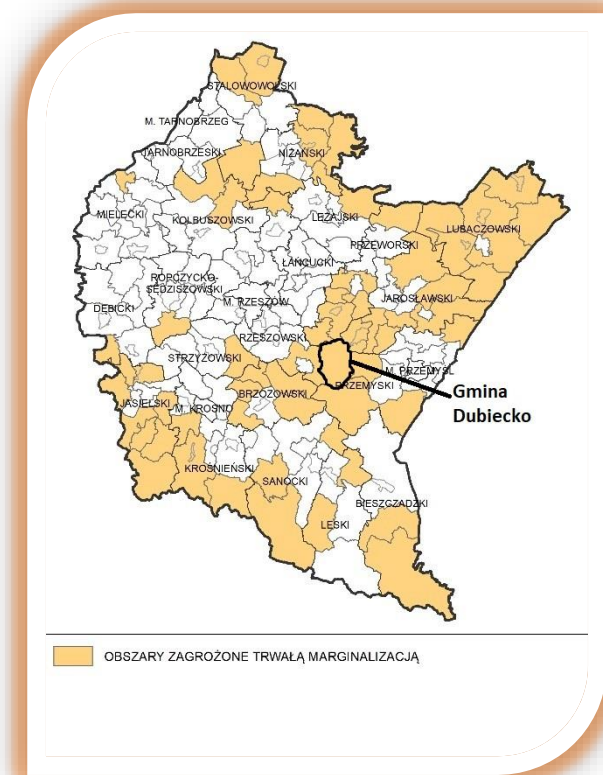 STALOWOWOLSKI
M. TARNOBRZEG
TARNOBRZESKI
NIŻAŃSKI
MIELECKI
KOLBUSZOWSKI
LEŻAJSKI
LUBACZOWSKI
PRZEWORSKI
ŁAŃCUCKI
ROPCZYCKO-
SĘDZISZOWSKI
JAROSŁAWSKI
DĘBICKI
M. RZESZÓW
RZESZOWSKI
STRZYŻOWSKI
M. PRZEMYŚL
PRZEMYSKI
Gmina
Dubiecko
JASIELSKI
M. KROSNO
BRZOZOWSKI
KROŚNIEŃSKI
SANOCKI
BIESZCZADZKI
LESKI
OBSZARY ZAGROŻONE TRWAŁĄ MARGINALIZACJĄ